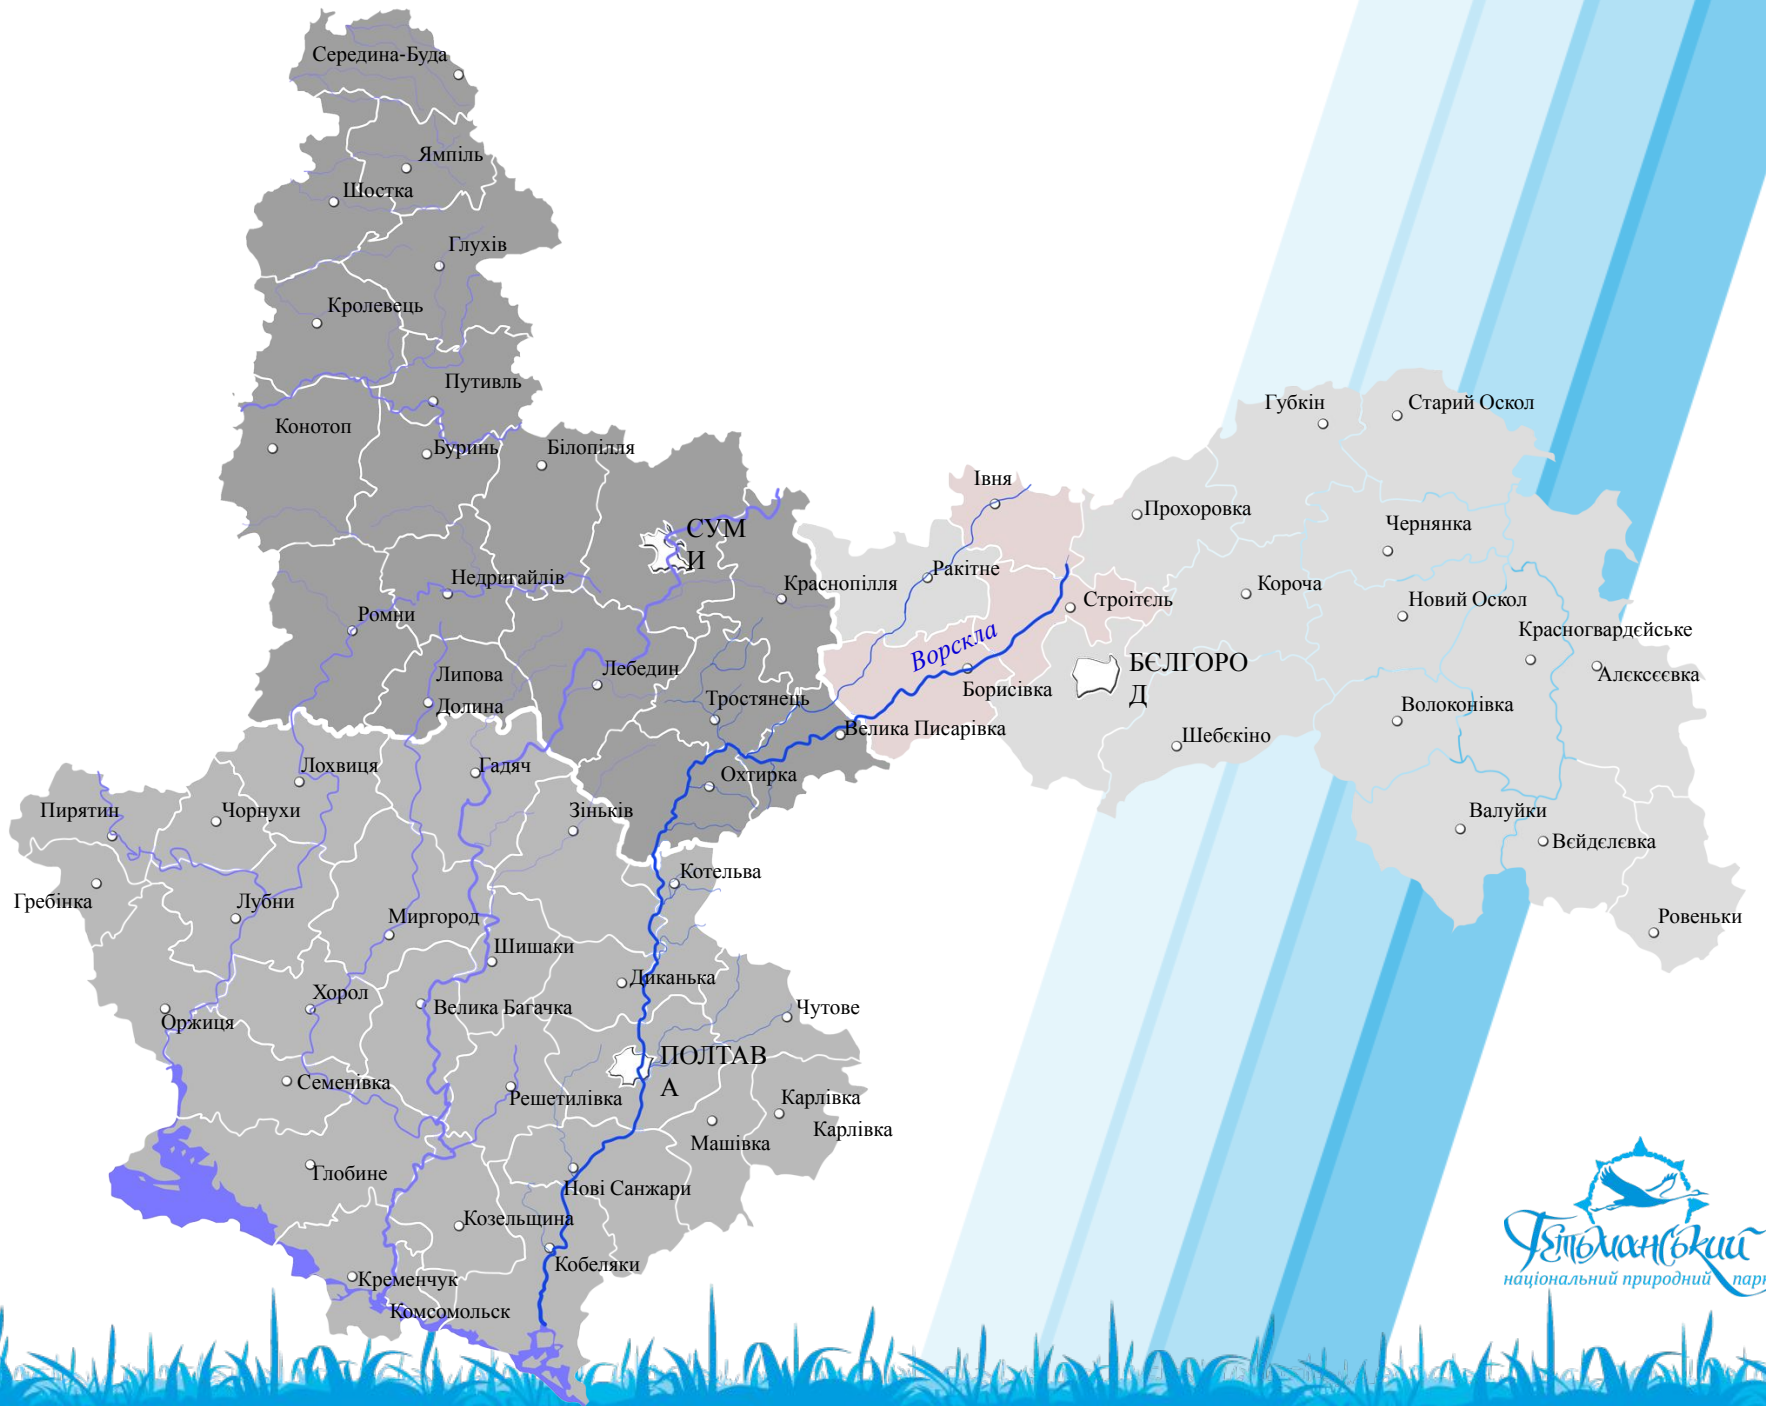 Середина-Буда
Ямпіль
Шостка
Глухів
Кролевець
Путивль
Конотоп
Буринь
Білопілля
СУМ
И
Недригайлів
Краснопілля
Ромни
Липова
Долина
Лебедин
Тростянець
Велика Писарівка
Охтирка
Губкін
Старий Оскол
Івня
Прохоровка
Чернянка
Ракітне
Строітєль
Короча
Новий Оскол
Красногвардєйське
Алєксєєвка
Ворскла
Борисівка
БЄЛГОРО
Д
Волоконівка
Шебєкіно
Валуйки
Вєйдєлєвка
Ровеньки
Лохвиця
Гадяч
Пирятин
Чорнухи
Зіньків
Гребінка
Лубни
Миргород
Котельва
Шишаки
Диканька
Оржиця
Хорол
Велика Багачка
Чутове
ПОЛТАВ
А
Семенівка
Решетилівка
Карлівка
Карлівка
Машівка
Глобине
Нові Санжари
Козельщина
Кобеляки
Кременчук
Комсомольск
Гетьманський
національний природний парк